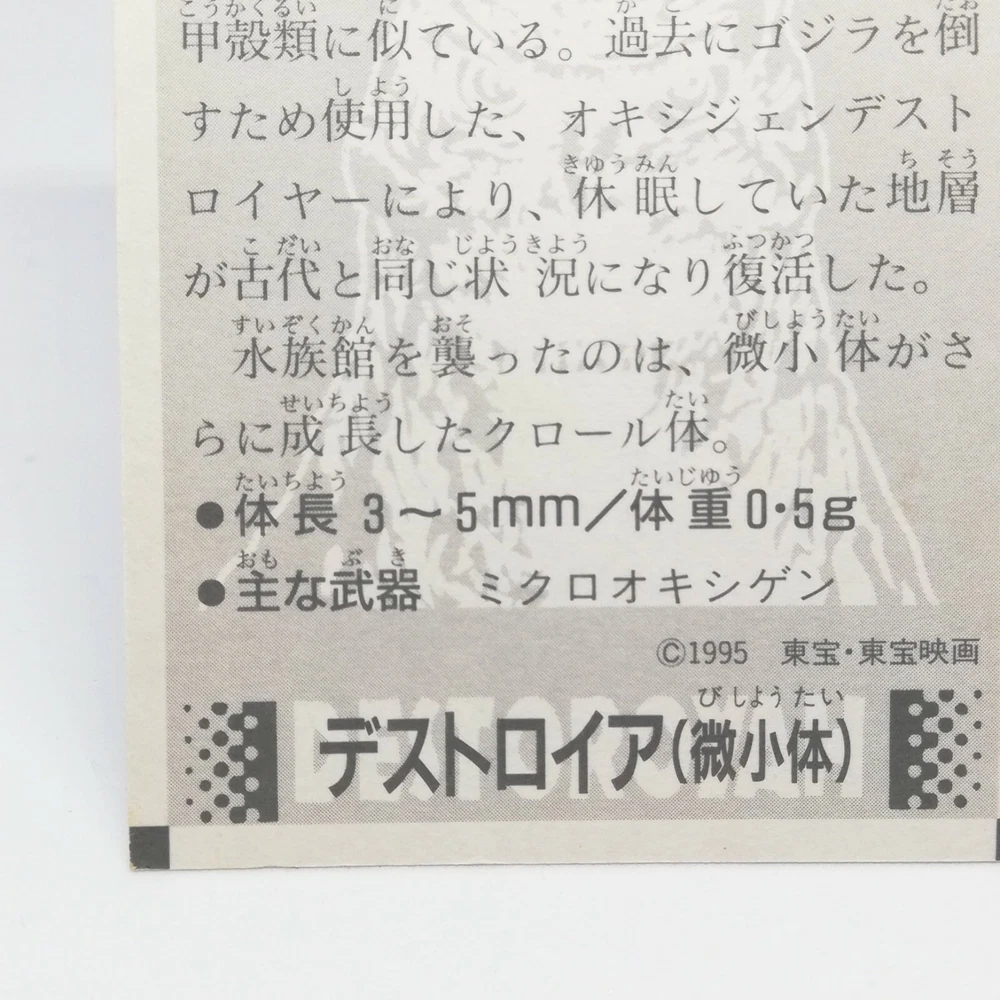 甲殻類に似ている。過去にゴジラを倒
すため使用した、オキシジェンデスト
ロイヤーにより、休眠していた地層
が古代と同じ状況になり復活した。
水族館を襲ったのは、微小体がさ
らに成長したクロール体。
●体長 3〜5mm/体重0・5g
●主な武器 ミクロオキシゲン
©1995 東宝・東宝映画
DESTOROYAH
デストロイア(微小体)